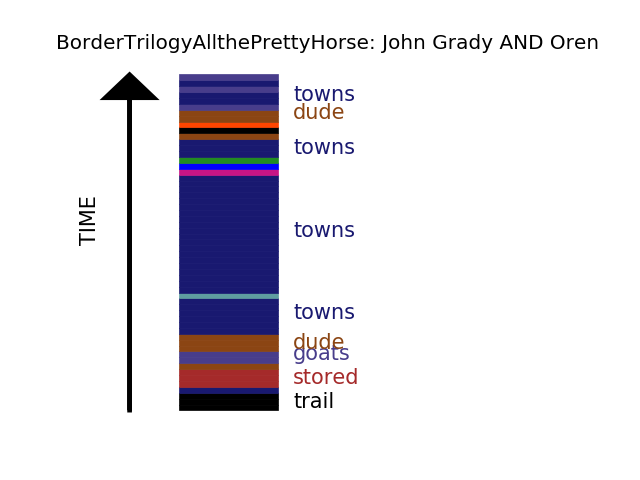 BorderTrilogyAllthePrettyHorse: John Grady AND Oren
towns
dude
towns
TIME
towns
towns
dude
goats
stored
trail